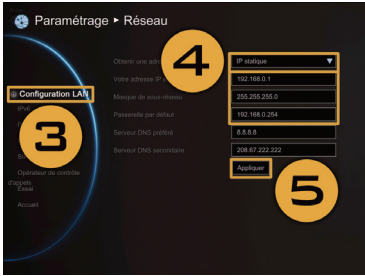 Paramétrage ▸ Réseau
Obtenir une adr
IP statique
4
Votre adresse IP
192.168.0.1
Configuration LAN
Masque de sous-réseau
255.255.255.0
IPv6
Passerelle par défaut
192.168.0.254
3
Serveur DNS préféré
8.8.8.8
Serveur DNS secondaire
208.67.222.222
Opérateur de contrôle
d'appels
Appliquer
5
Essai
Accueil